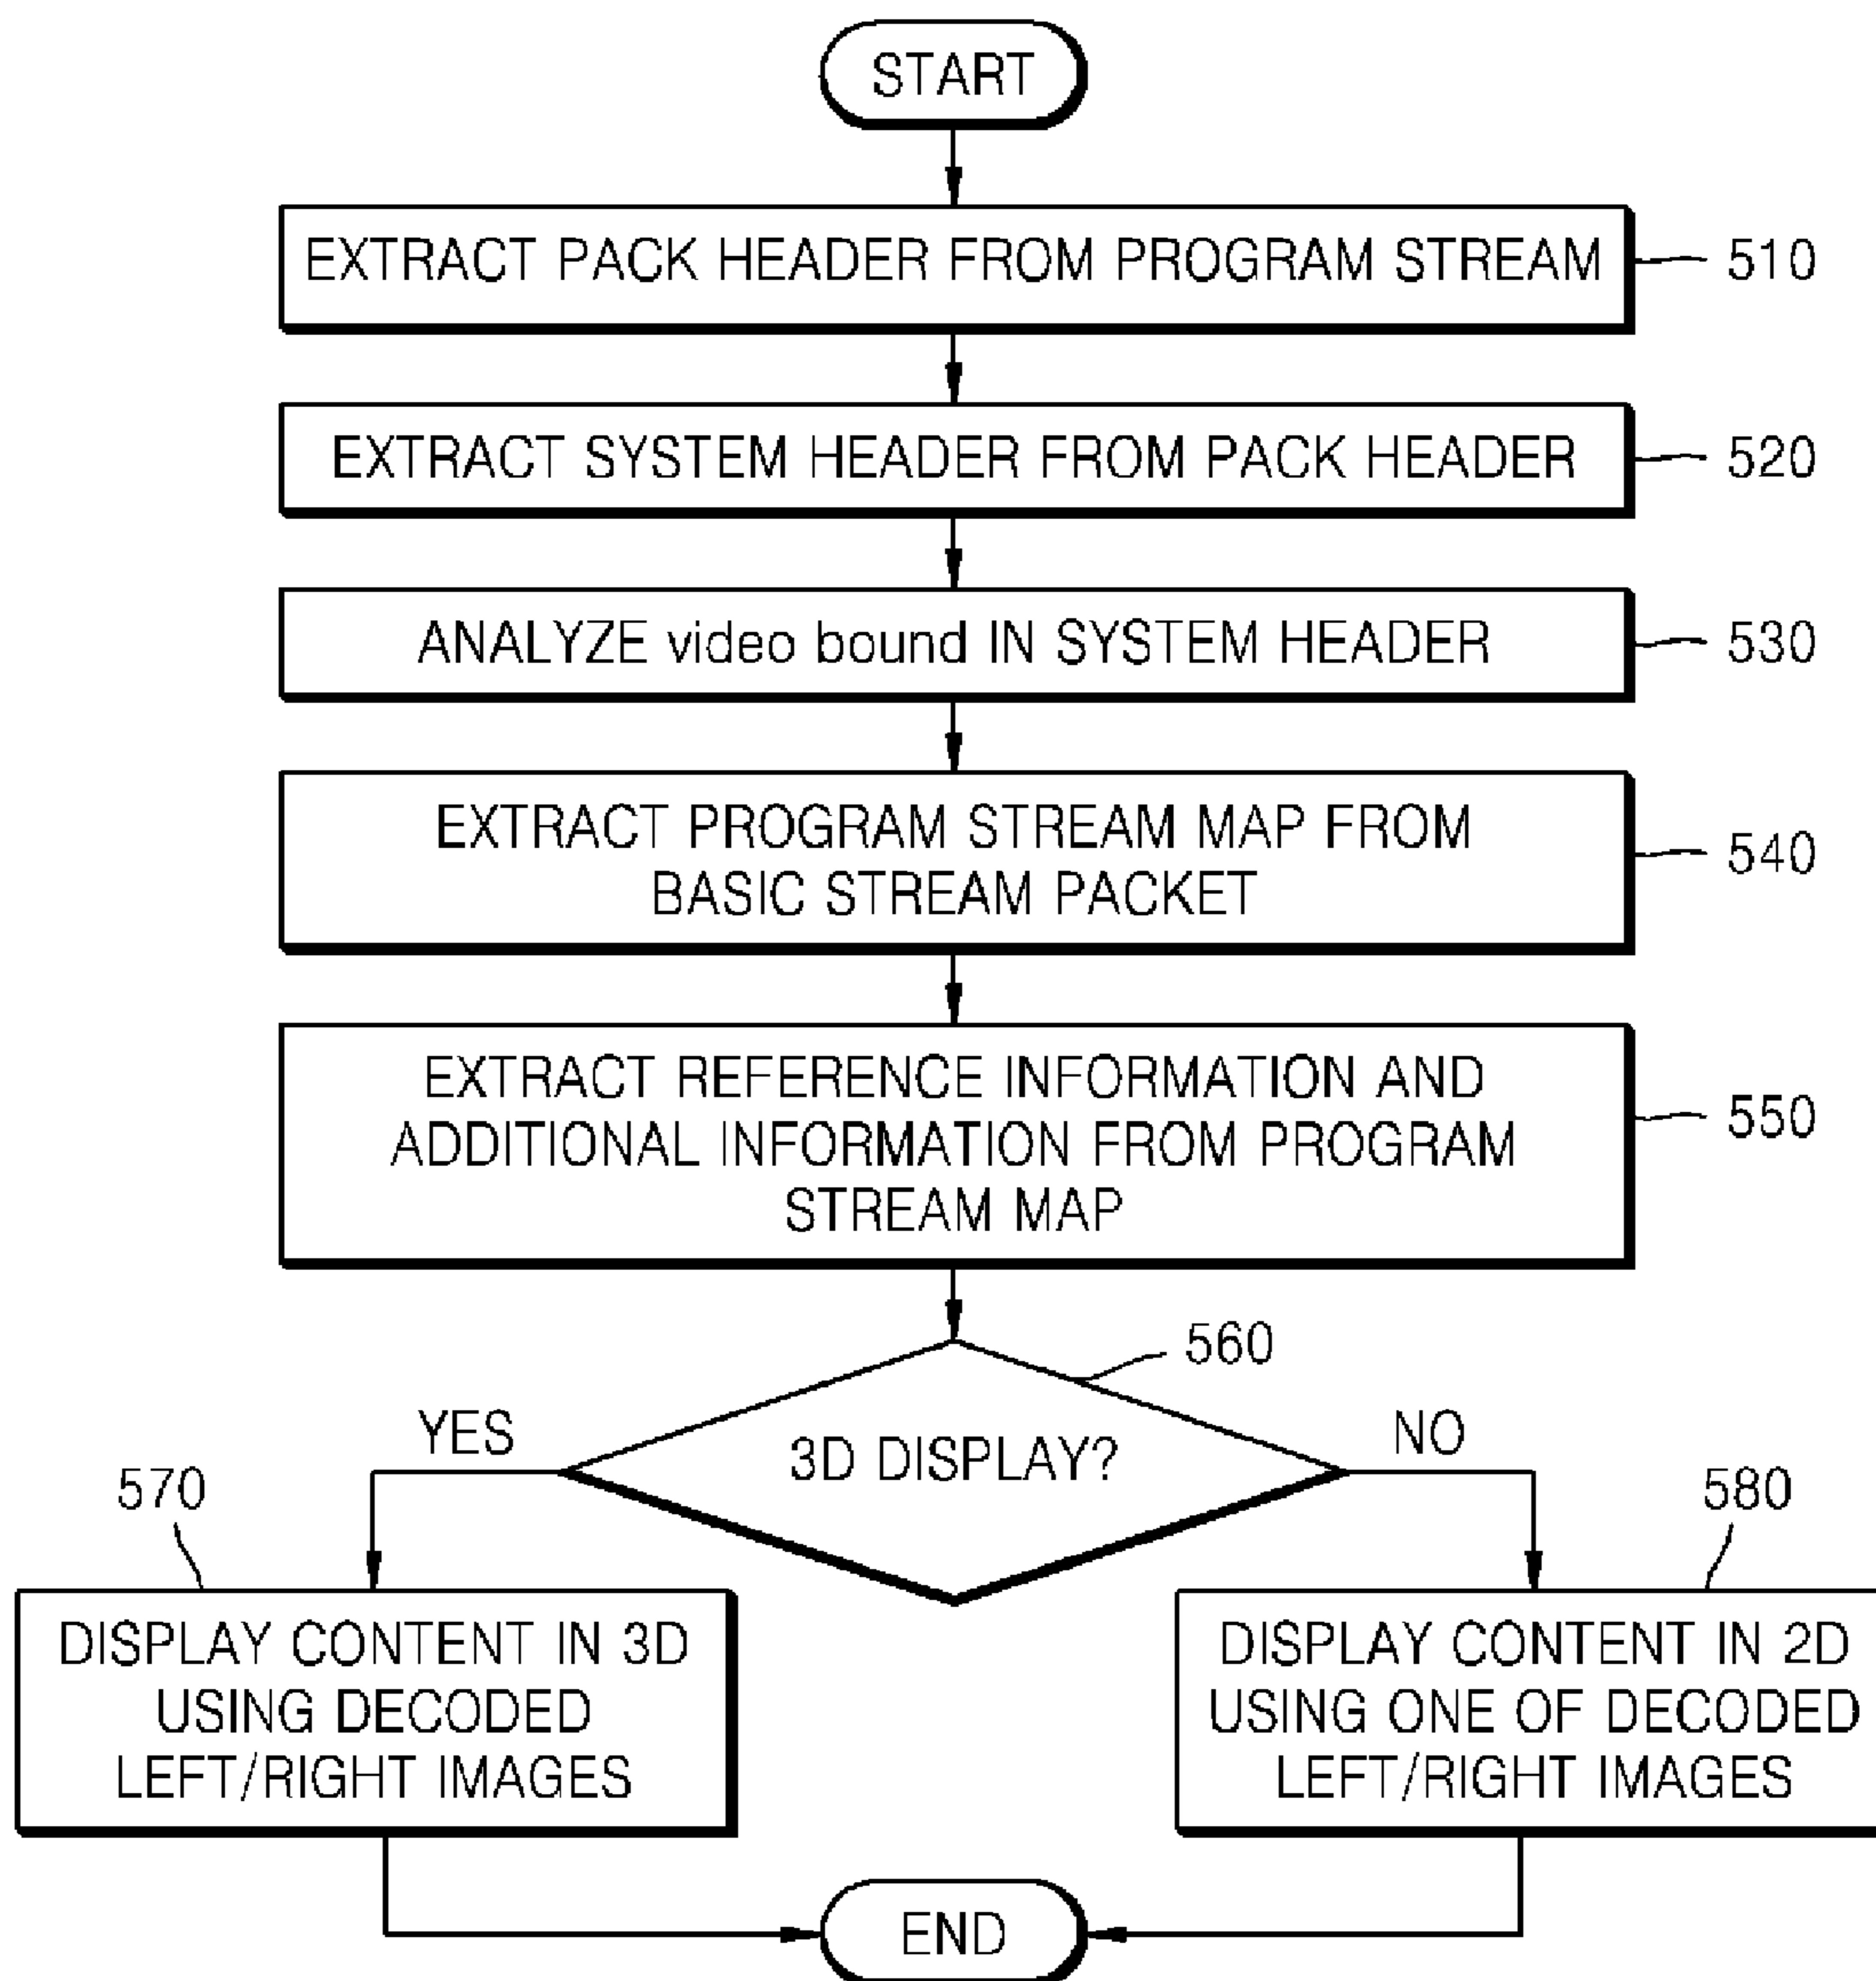 START
EXTRACT PACK HEADER FROM PROGRAM STREAM
510
EXTRACT SYSTEM HEADER FROM PACK HEADER
520
ANALYZE video bound IN SYSTEM HEADER
530
EXTRACT PROGRAM STREAM MAP FROM
BASIC STREAM PACKET
540
EXTRACT REFERENCE INFORMATION AND
ADDITIONAL INFORMATION FROM PROGRAM
STREAM MAP
550
560
3D DISPLAY?
YES
NO
570
DISPLAY CONTENT IN 3D
USING DECODED
LEFT/RIGHT IMAGES
580
DISPLAY CONTENT IN 2D
USING ONE OF DECODED
LEFT/RIGHT IMAGES
END